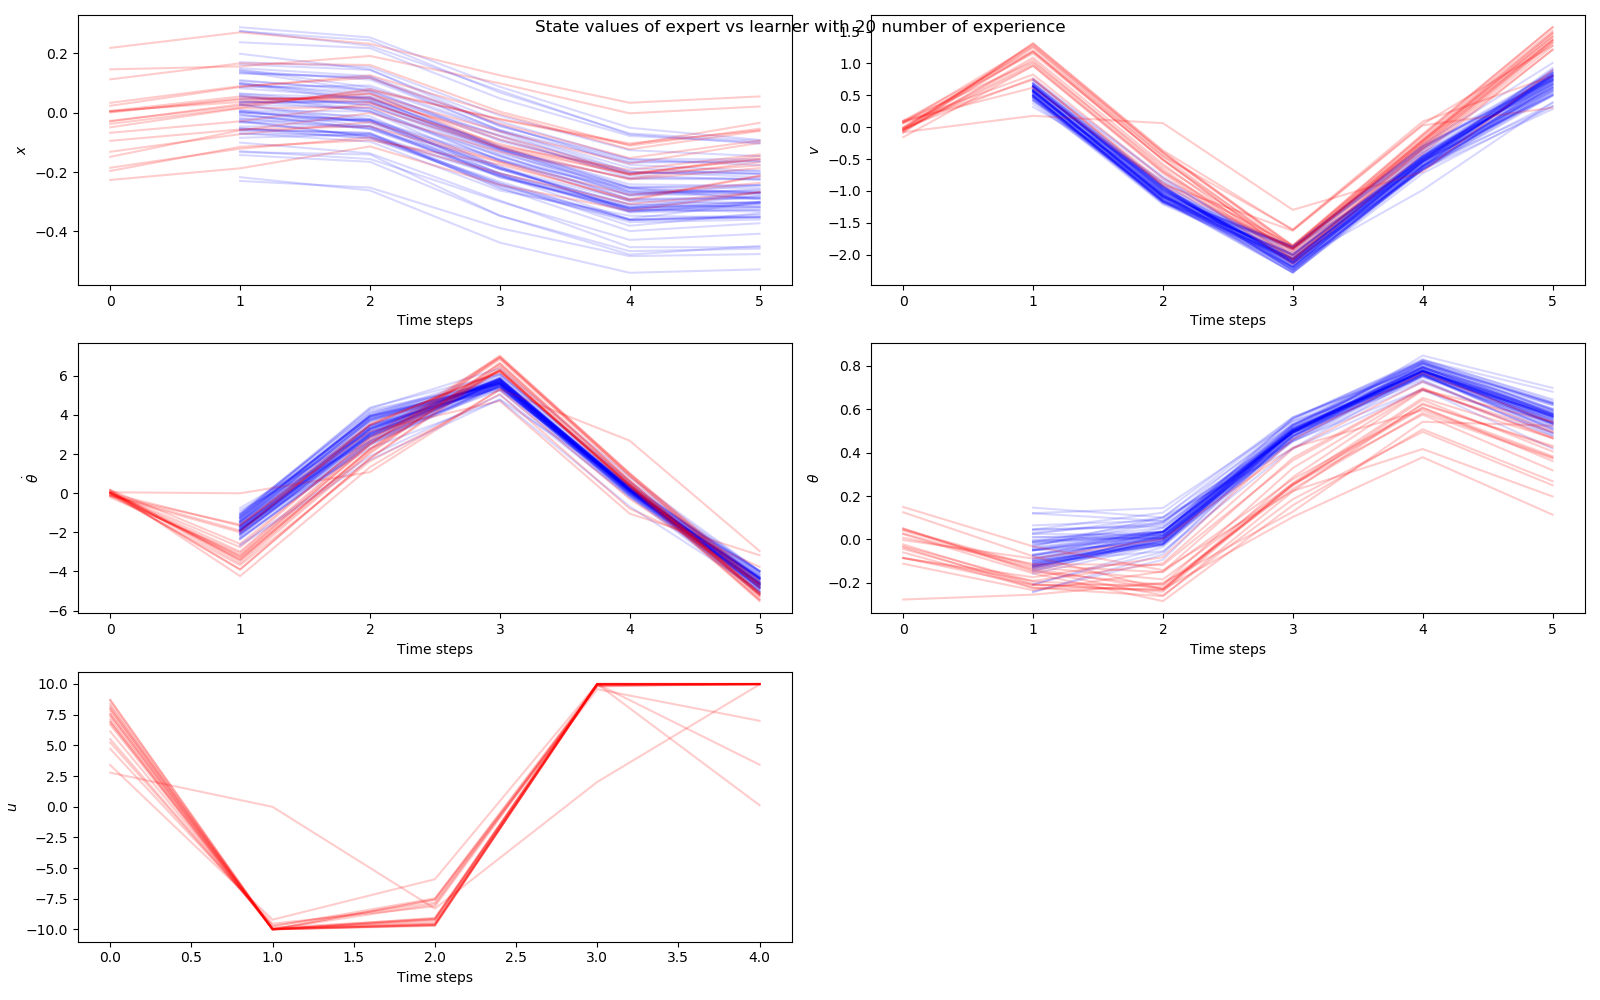 State values of expert vs learner with 20 number of experience
0.2
0.0
−0.2
−0.4
x
0 1 2 3 4 5
Time steps
1.5
1.0
0.5
0.0
−0.5
−1.0
−1.5
−2.0
v
0 1 2 3 4 5
Time steps
6
4
2
0
−2
−4
−6
θ̇
0 1 2 3 4 5
Time steps
0.8
0.6
0.4
0.2
0.0
−0.2
θ
0 1 2 3 4 5
Time steps
10.0
7.5
5.0
2.5
0.0
−2.5
−5.0
−7.5
−10.0
u
0.0 0.5 1.0 1.5 2.0 2.5 3.0 3.5 4.0
Time steps